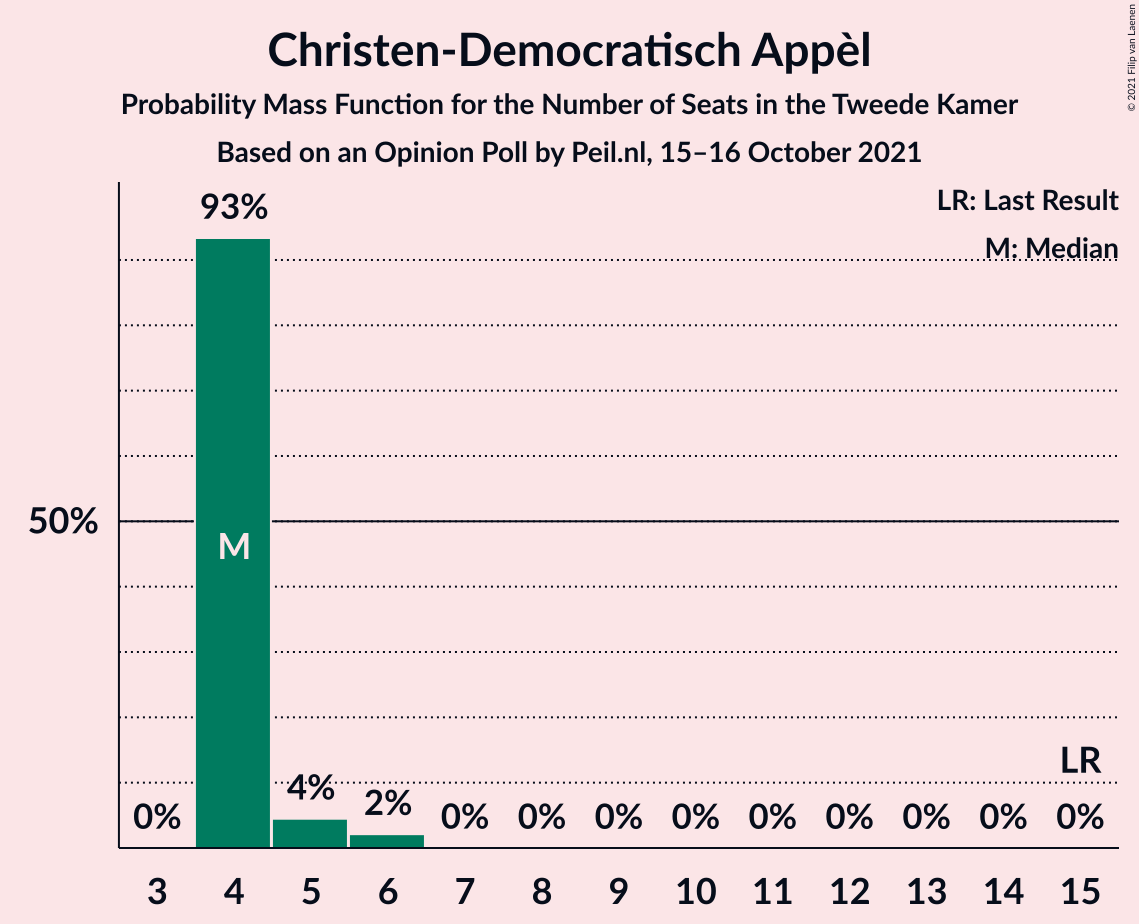 Christen-Democratisch Appèl
Probability Mass Function for the Number of Seats in the Tweede Kamer
Based on an Opinion Poll by Peil.nl, 15–16 October 2021
© 2021 Filip van Laenen
LR: Last Result
M: Median
93%
50%
M
LR
0% 4% 2% 0% 0% 0% 0% 0% 0% 0% 0% 0%
3 4 5 6 7 8 9 10 11 12 13 14 15